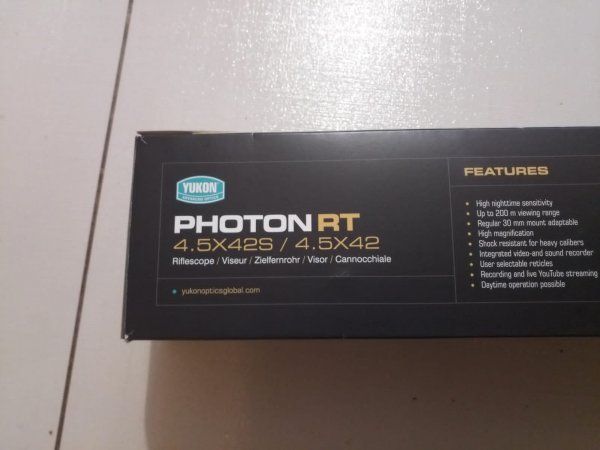 YUKON
ADVANCED OPTICS
PHOTON RT
4.5X42S / 4.5X42
Riflescope / Viseur / Zielfernrohr / Visor / Cannocchiale
yukonopticsglobal.com
FEATURES
High nighttime sensitivity
Up to 200 m viewing range
Regular 30 mm mount adaptable
High magnification
Shock resistant for heavy calibers
Integrated video-and sound recorder
User selectable reticles
Recording and live YouTube streaming
Daytime operation possible